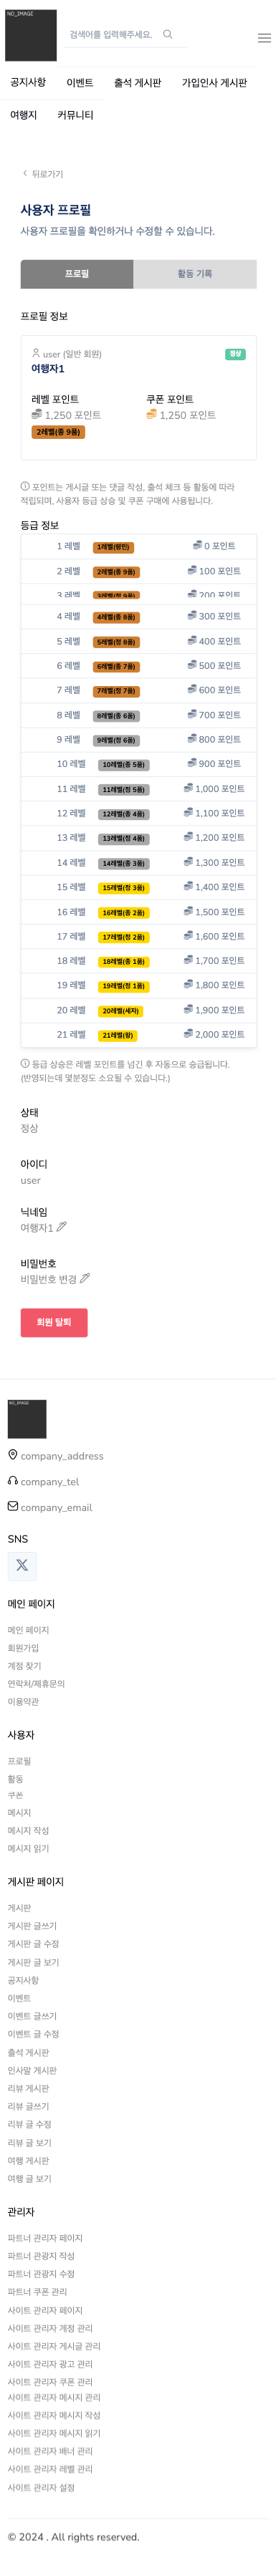 NO_IMAGE
검색어를 입력해주세요.
공지사항 이벤트 출석 게시판 가입인사 게시판
여행지 커뮤니티
뒤로가기
사용자 프로필
사용자 프로필을 확인하거나 수정할 수 있습니다.
프로필 활동 기록
프로필 정보
user (일반 회원) 정상
여행자1
레벨 포인트 쿠폰 포인트
1,250 포인트 1,250 포인트
2레벨(종 9품)
포인트는 게시글 또는 댓글 작성, 출석 체크 등 활동에 따라
적립되며, 사용자 등급 상승 및 쿠폰 구매에 사용됩니다.
등급 정보
1 레벨 1레벨(평민) 0 포인트
2 레벨 2레벨(종 9품) 100 포인트
3 레벨 3레벨(정 9품) 200 포인트
4 레벨 4레벨(종 8품) 300 포인트
5 레벨 5레벨(정 8품) 400 포인트
6 레벨 6레벨(종 7품) 500 포인트
7 레벨 7레벨(정 7품) 600 포인트
8 레벨 8레벨(종 6품) 700 포인트
9 레벨 9레벨(정 6품) 800 포인트
10 레벨 10레벨(종 5품) 900 포인트
11 레벨 11레벨(정 5품) 1,000 포인트
12 레벨 12레벨(종 4품) 1,100 포인트
13 레벨 13레벨(정 4품) 1,200 포인트
14 레벨 14레벨(종 3품) 1,300 포인트
15 레벨 15레벨(정 3품) 1,400 포인트
16 레벨 16레벨(종 2품) 1,500 포인트
17 레벨 17레벨(정 2품) 1,600 포인트
18 레벨 18레벨(종 1품) 1,700 포인트
19 레벨 19레벨(정 1품) 1,800 포인트
20 레벨 20레벨(세자) 1,900 포인트
21 레벨 21레벨(왕) 2,000 포인트
등급 상승은 레벨 포인트를 넘긴 후 자동으로 승급됩니다.
(반영되는데 몇분정도 소요될 수 있습니다.)
상태
정상
아이디
user
닉네임
여행자1
비밀번호
비밀번호 변경
회원 탈퇴
NO_IMAGE
company_address
company_tel
company_email
SNS
메인 페이지
메인 페이지
회원가입
계정 찾기
연락처/제휴문의
이용약관
사용자
프로필
활동
쿠폰
메시지
메시지 작성
메시지 읽기
게시판 페이지
게시판
게시판 글쓰기
게시판 글 수정
게시판 글 보기
공지사항
이벤트
이벤트 글쓰기
이벤트 글 수정
출석 게시판
인사말 게시판
리뷰 게시판
리뷰 글쓰기
리뷰 글 수정
리뷰 글 보기
여행 게시판
여행 글 보기
관리자
파트너 관리자 페이지
파트너 관광지 작성
파트너 관광지 수정
파트너 쿠폰 관리
사이트 관리자 페이지
사이트 관리자 계정 관리
사이트 관리자 게시글 관리
사이트 관리자 광고 관리
사이트 관리자 쿠폰 관리
사이트 관리자 메시지 관리
사이트 관리자 메시지 작성
사이트 관리자 메시지 읽기
사이트 관리자 배너 관리
사이트 관리자 레벨 관리
사이트 관리자 설정
© 2024 . All rights reserved.